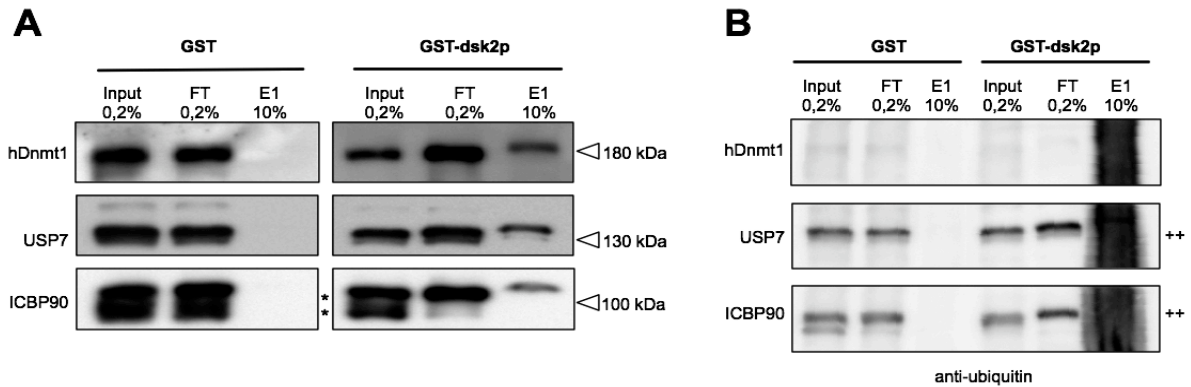 A
GST
GST-dsk2p
Input FT E1 Input FT E1
0,2% 0,2% 10% 0,2% 0,2% 10%
hDnmt1
180 kDa
USP7
130 kDa
ICBP90
*
*
100 kDa
B
GST
GST-dsk2p
Input FT E1 Input FT E1
0,2% 0,2% 10% 0,2% 0,2% 10%
hDnmt1
USP7
++
ICBP90
++
anti-ubiquitin